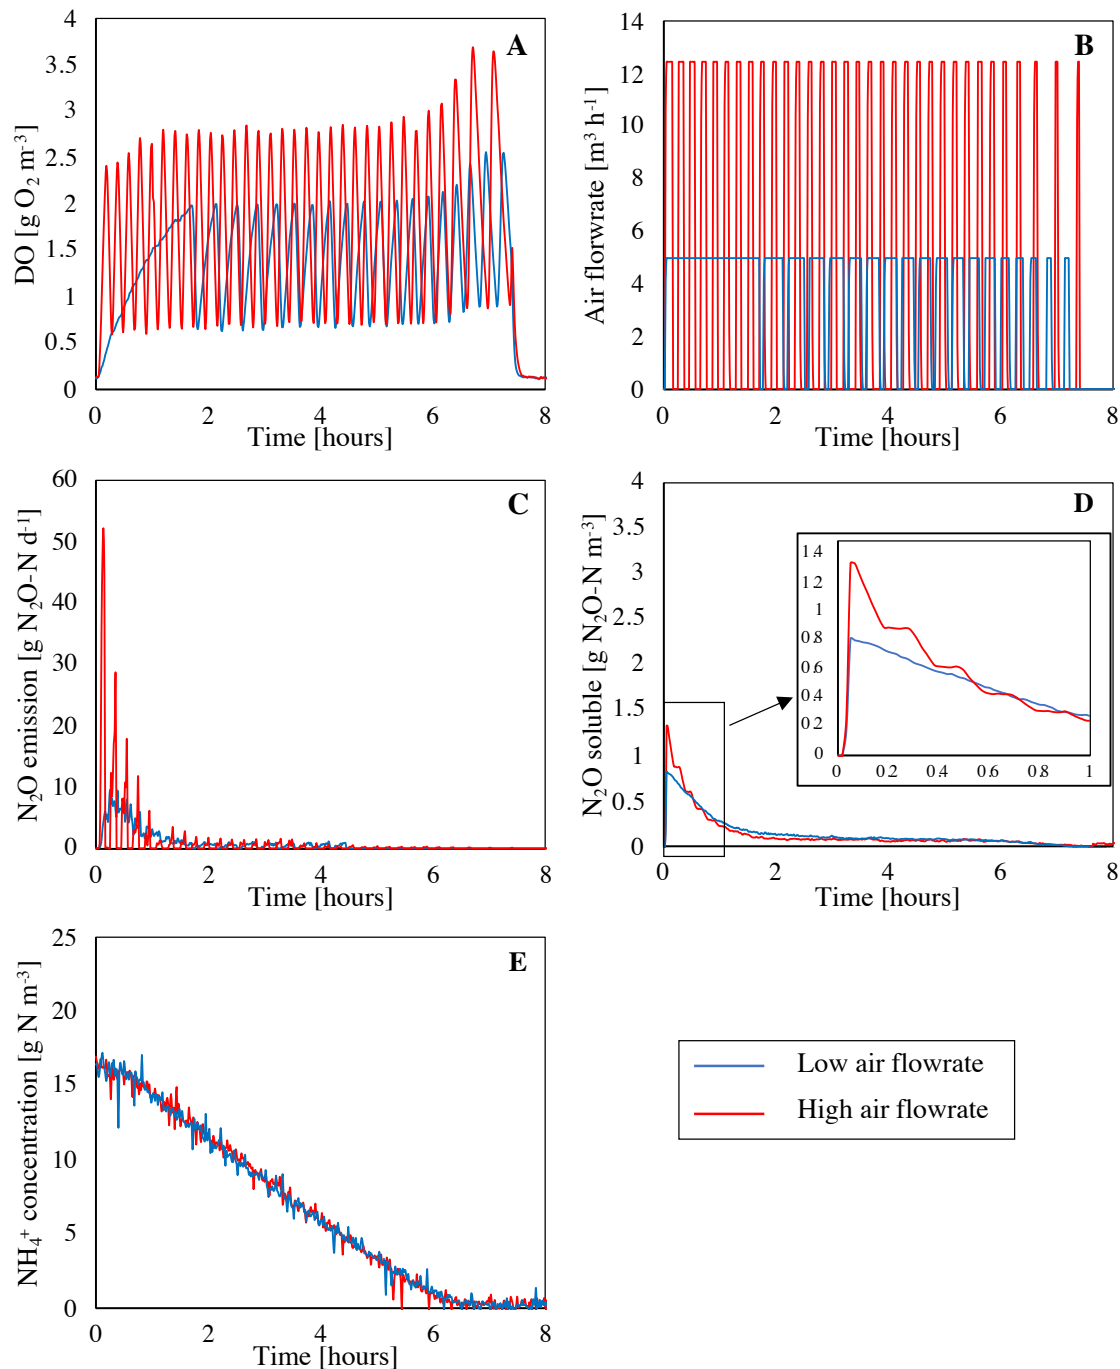 A
DO [g O₂ m⁻³]
4
3.5
3
2.5
2
1.5
1
0.5
0
0 2 4 6 8
Time [hours]
B
Air florwrate [m³ h⁻¹]
14
12
10
8
6
4
2
0
0 2 4 6 8
Time [hours]
C
N₂O emission [g N₂O-N d⁻¹]
60
50
40
30
20
10
0
0 2 4 6 8
Time [hours]
D
N₂O soluble [g N₂O-N m⁻³]
4
3.5
3
2.5
2
1.5
1
0.5
0
0 2 4 6 8
Time [hours]
1.4
1.2
1
0.8
0.6
0.4
0.2
0
0 0.2 0.4 0.6 0.8 1
E
NH₄⁺ concentration [g N m⁻³]
25
20
15
10
5
0
0 2 4 6 8
Time [hours]
Low air flowrate
High air flowrate